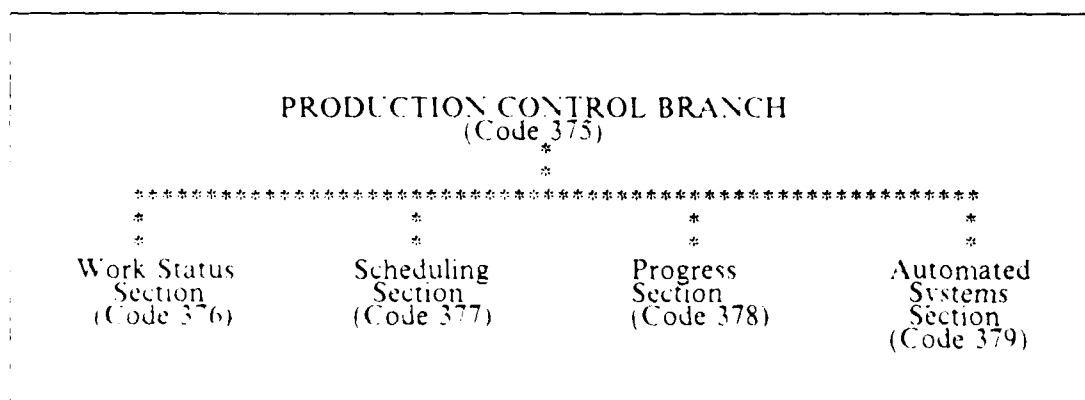 PRODUCTION CONTROL BRANCH
(Code 375)
Work Status Scheduling Progress Automated
Section Section Section Systems
(Code 376) (Code 377) (Code 378) Section
(Code 379)